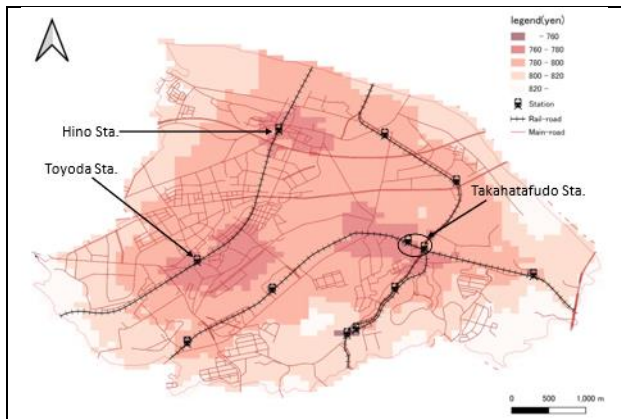 legend(yen)
- 760
760 - 780
780 - 800
800 - 820
820 -
Station
Rail-road
Main-road
Hino Sta.
Toyoda Sta.
Takahatafudo Sta.
0 500 1,000 m